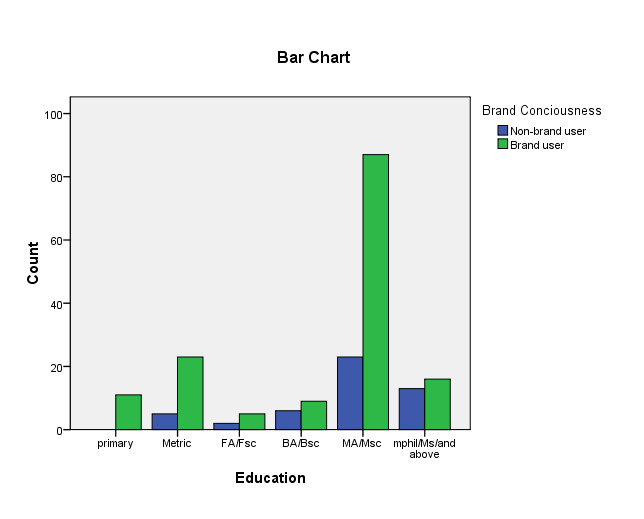 Bar Chart
Brand Conciousness
Non-brand user
Brand user
Count
100
80
60
40
20
0
primary
Metric
FA/Fsc
BA/Bsc
MA/Msc
mphil/Ms/and
above
Education